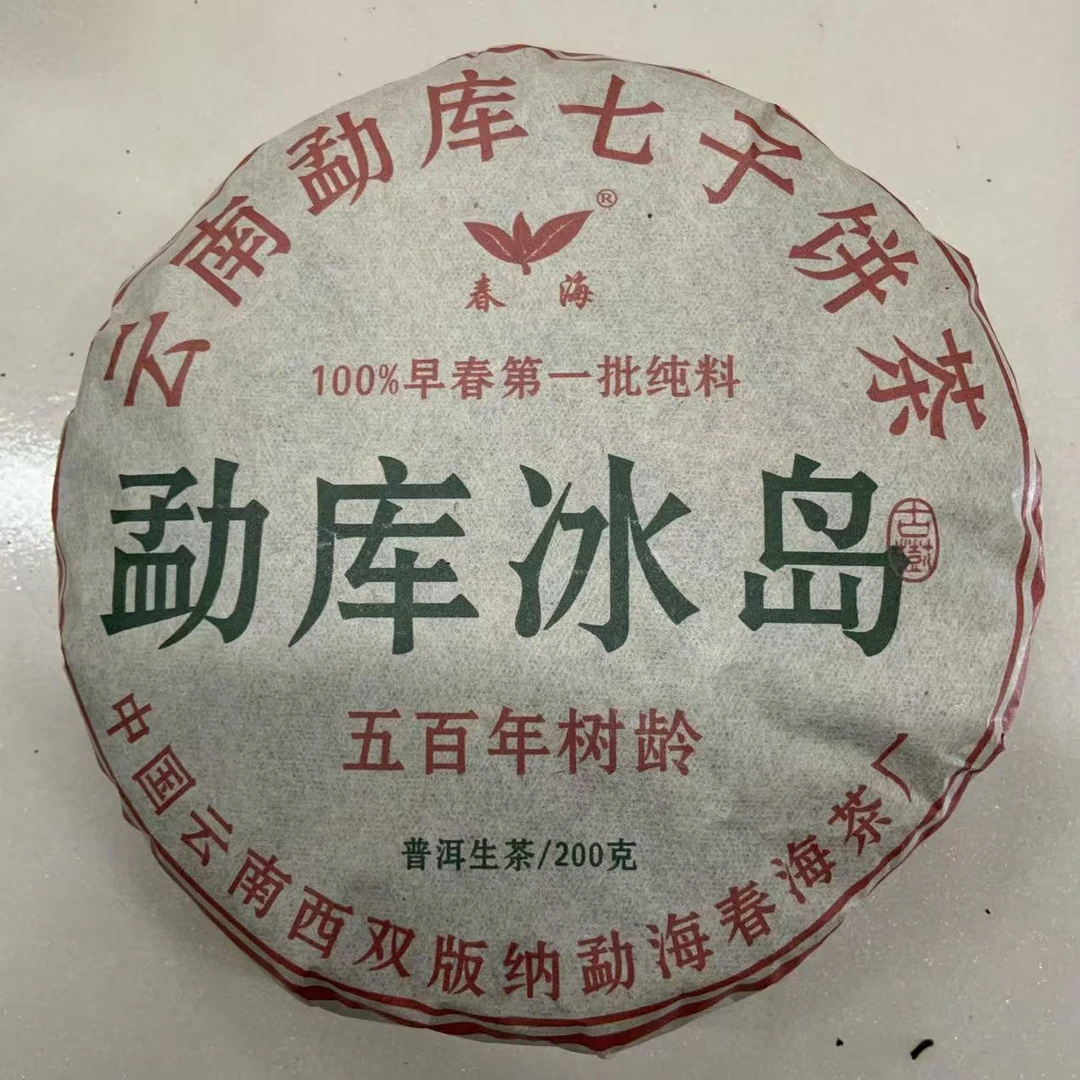 云南勐库七子饼茶
®
春海
100%早春第一批纯料
勐库冰岛
古樹
五百年树龄
普洱生茶/200克
中国云南西双版纳勐海春海茶厂